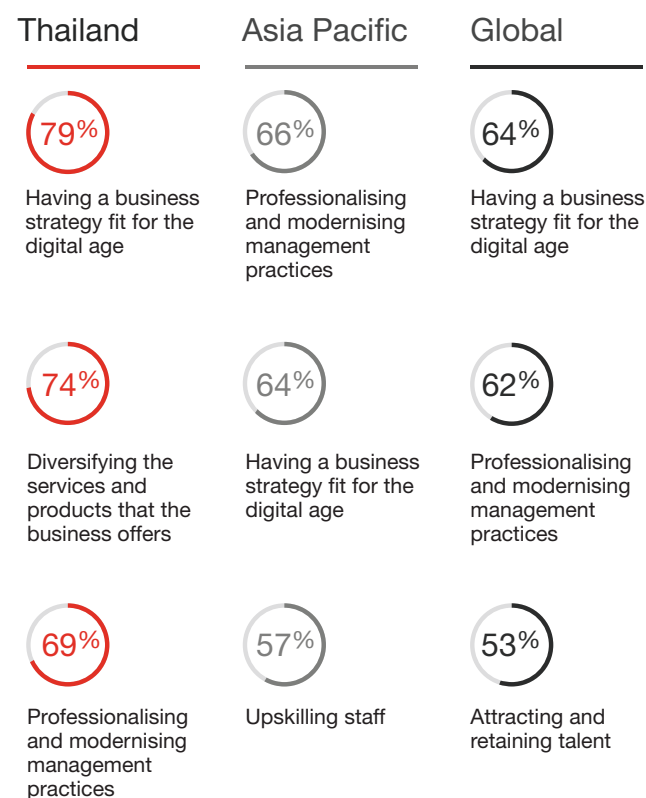 Thailand
Asia Pacific
Global
79%
66%
64%
Having a business
strategy fit for the
digital age
Professionalising
and modernising
management
practices
Having a business
strategy fit for the
digital age
74%
64%
62%
Diversifying the
services and
products that the
business offers
Having a business
strategy fit for the
digital age
Professionalising
and modernising
management
practices
69%
57%
53%
Professionalising
and modernising
management
practices
Upskilling staff
Attracting and
retaining talent